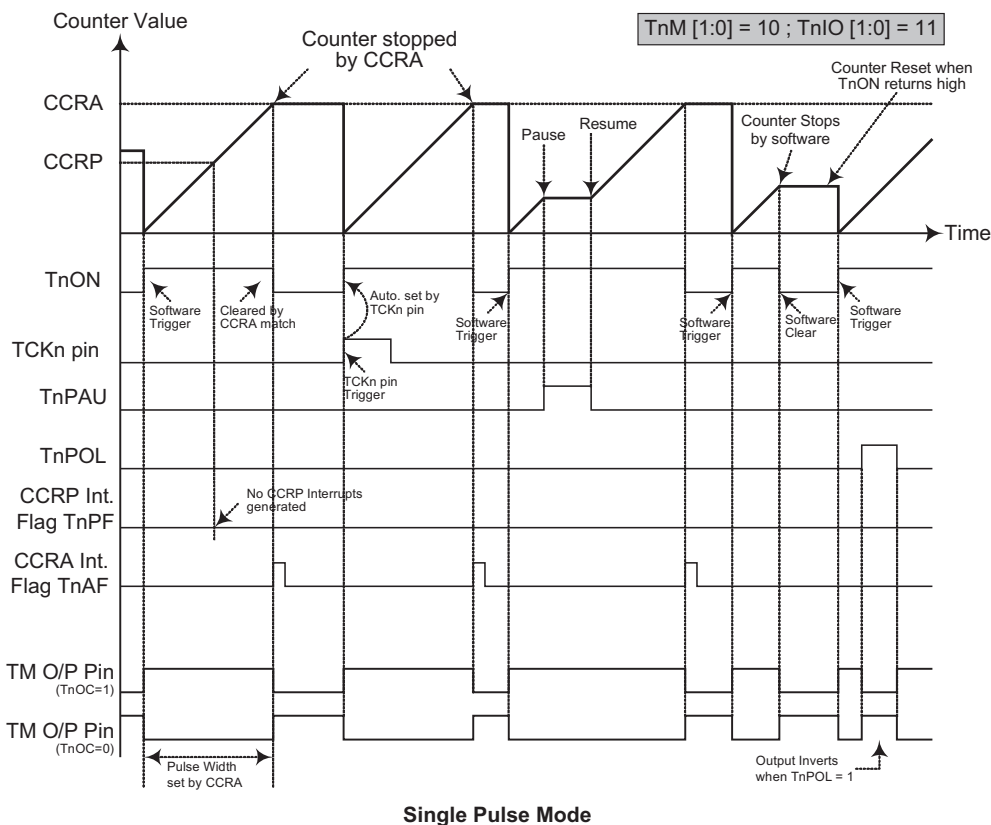 Counter Value
TnM [1:0] = 10 ; TnIO [1:0] = 11
Counter stopped
by CCRA
Counter Reset when
TnON returns high
CCRA
CCRP
Pause
Resume
Counter Stops
by software
Time
TnON
Software
Trigger
Cleared by
CCRA match
Auto. set by
TCKn pin
Software
Trigger
Software
Trigger
Software
Clear
Software
Trigger
TCKn pin
TCKn pin
Trigger
TnPAU
TnPOL
CCRP Int.
Flag TnPF
No CCRP Interrupts
generated
CCRA Int.
Flag TnAF
TM O/P Pin
(TnOC=1)
TM O/P Pin
(TnOC=0)
Pulse Width
set by CCRA
Output Inverts
when TnPOL = 1
Single Pulse Mode